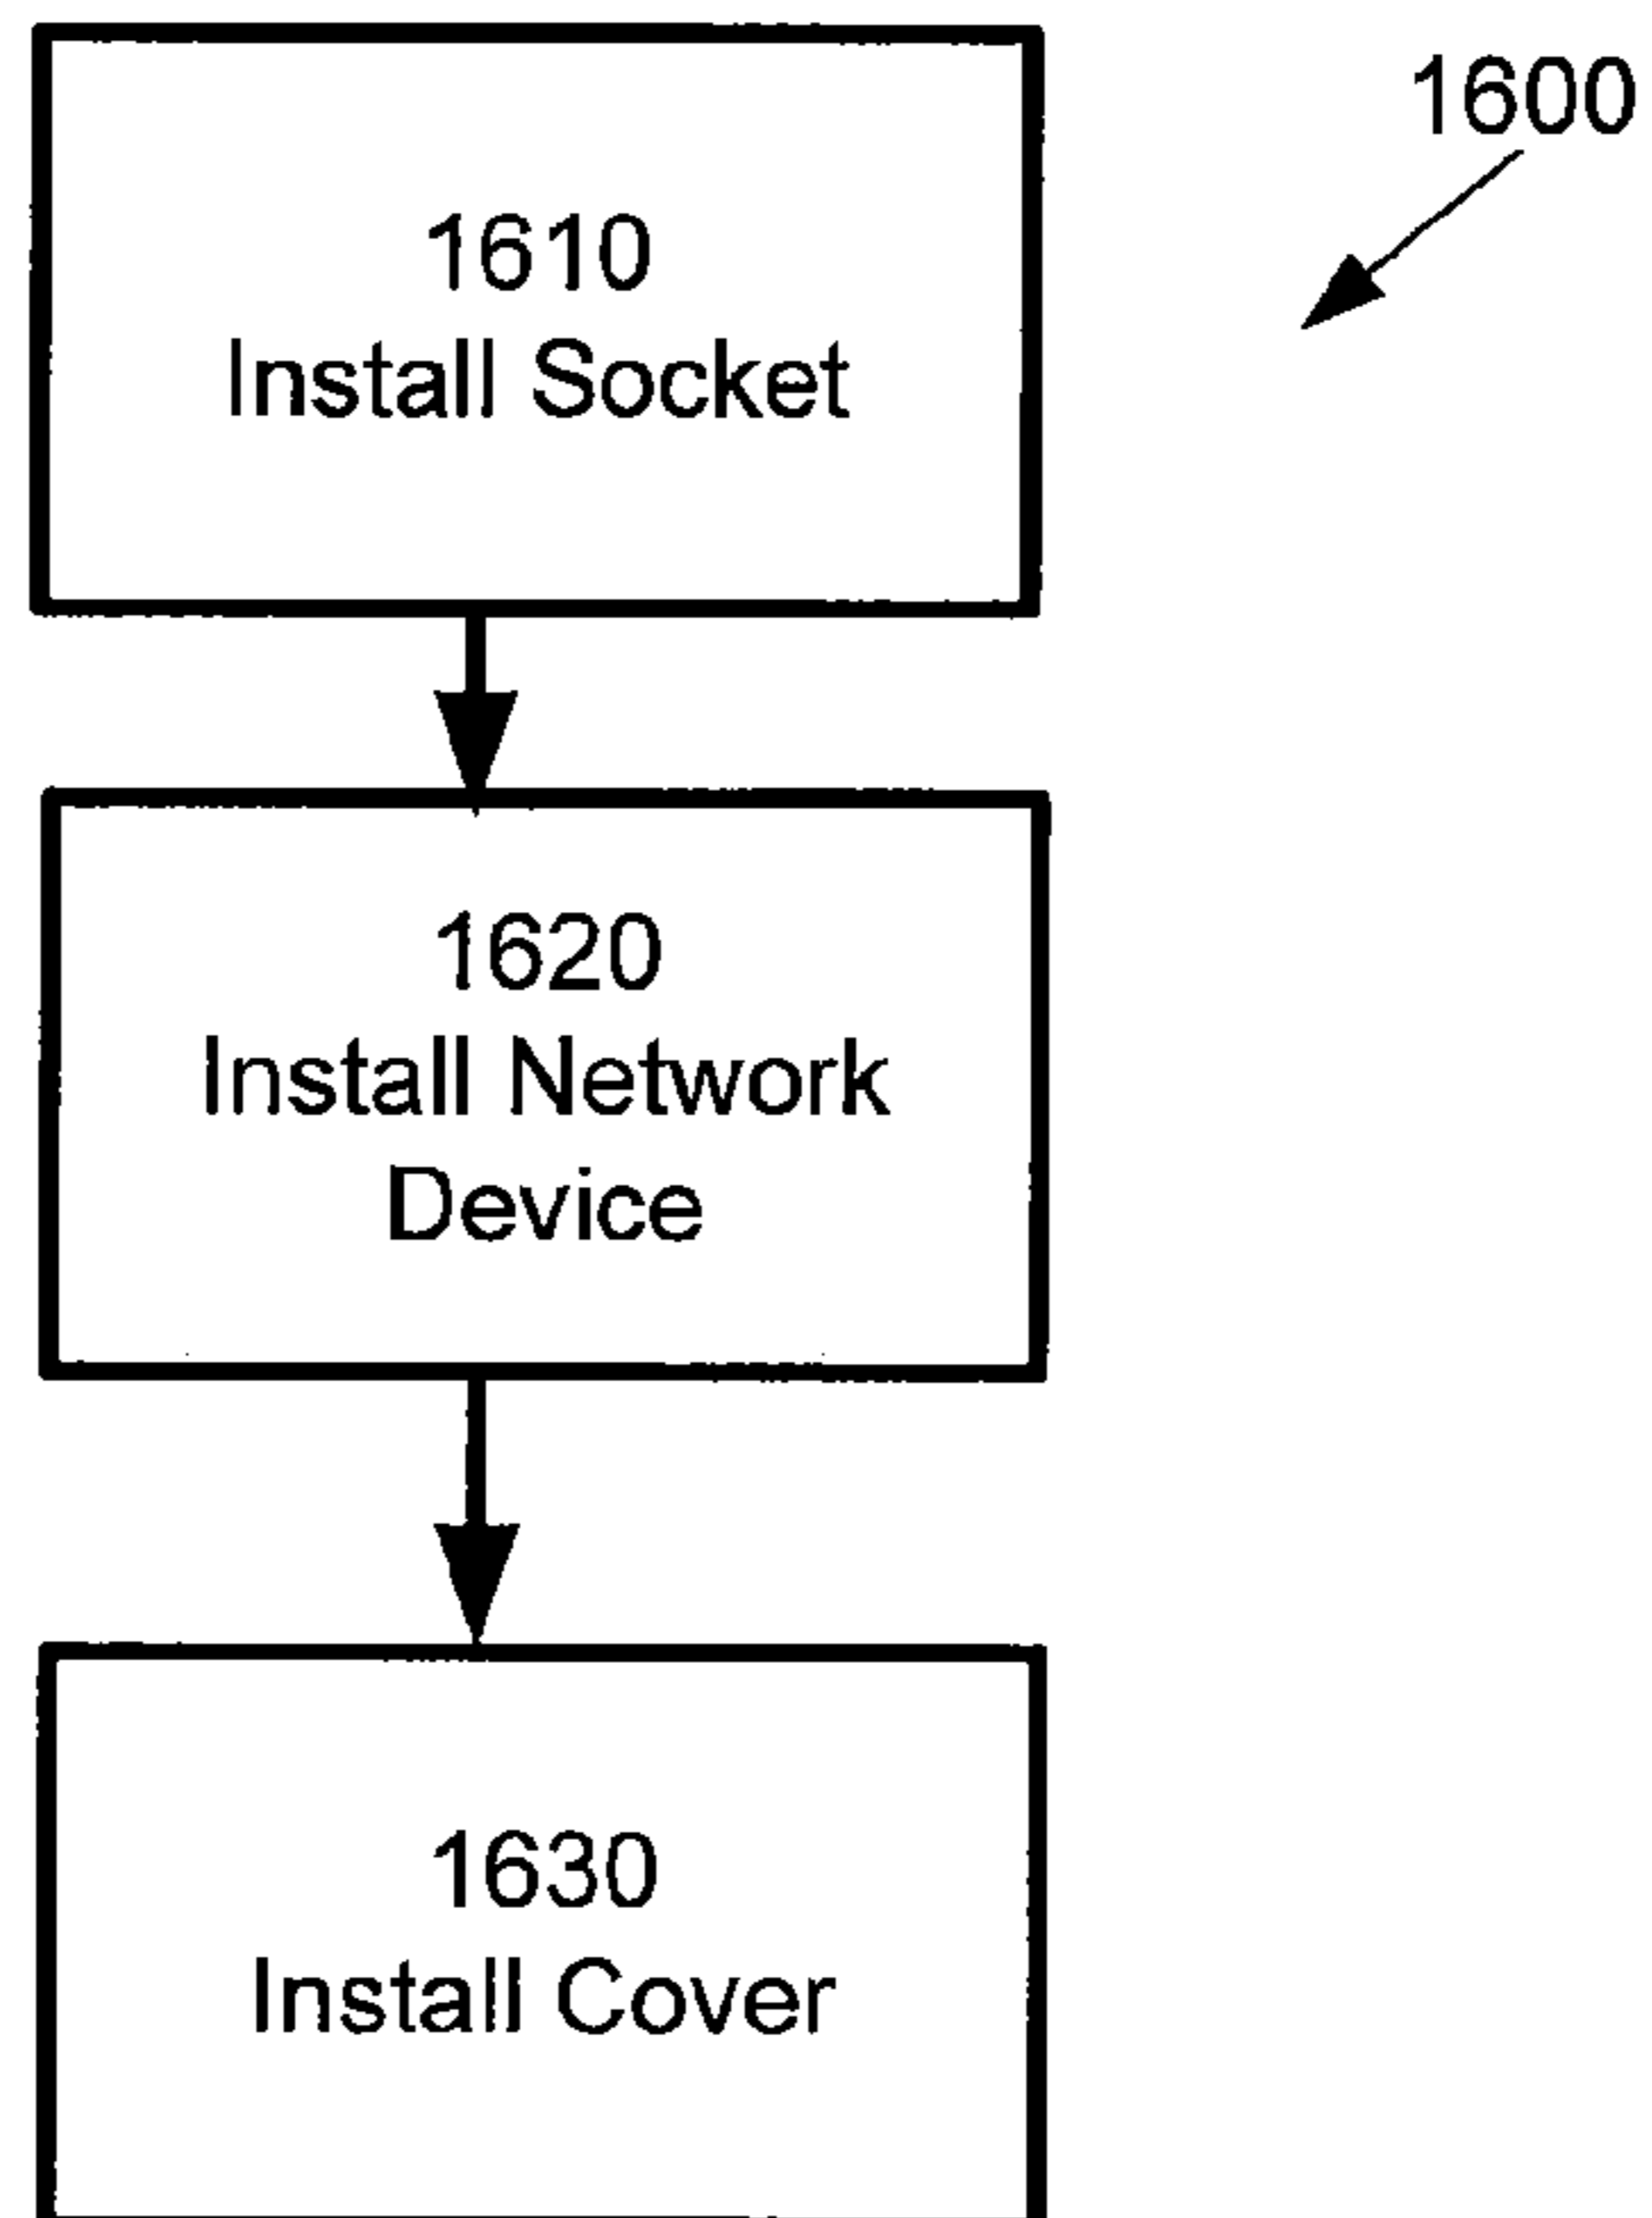 1600
1610
Install Socket
1620
Install Network
Device
1630
Install Cover